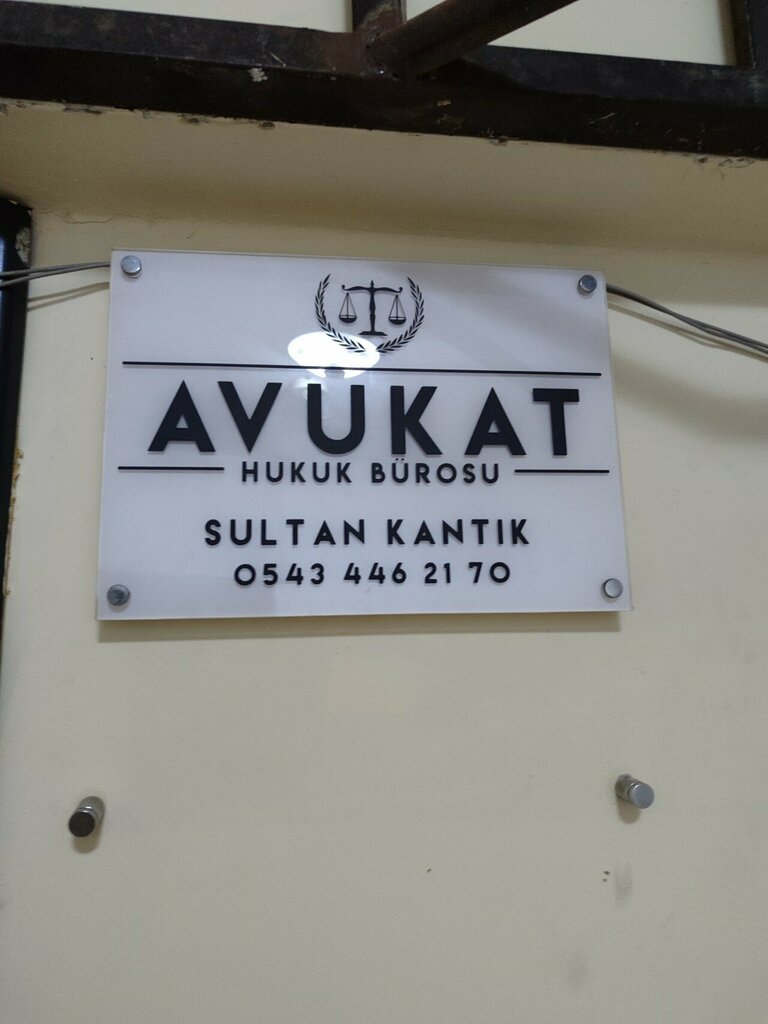 AVUKAT
HUKUK BÜROSU
SULTAN KANTIK
0543 446 21 70